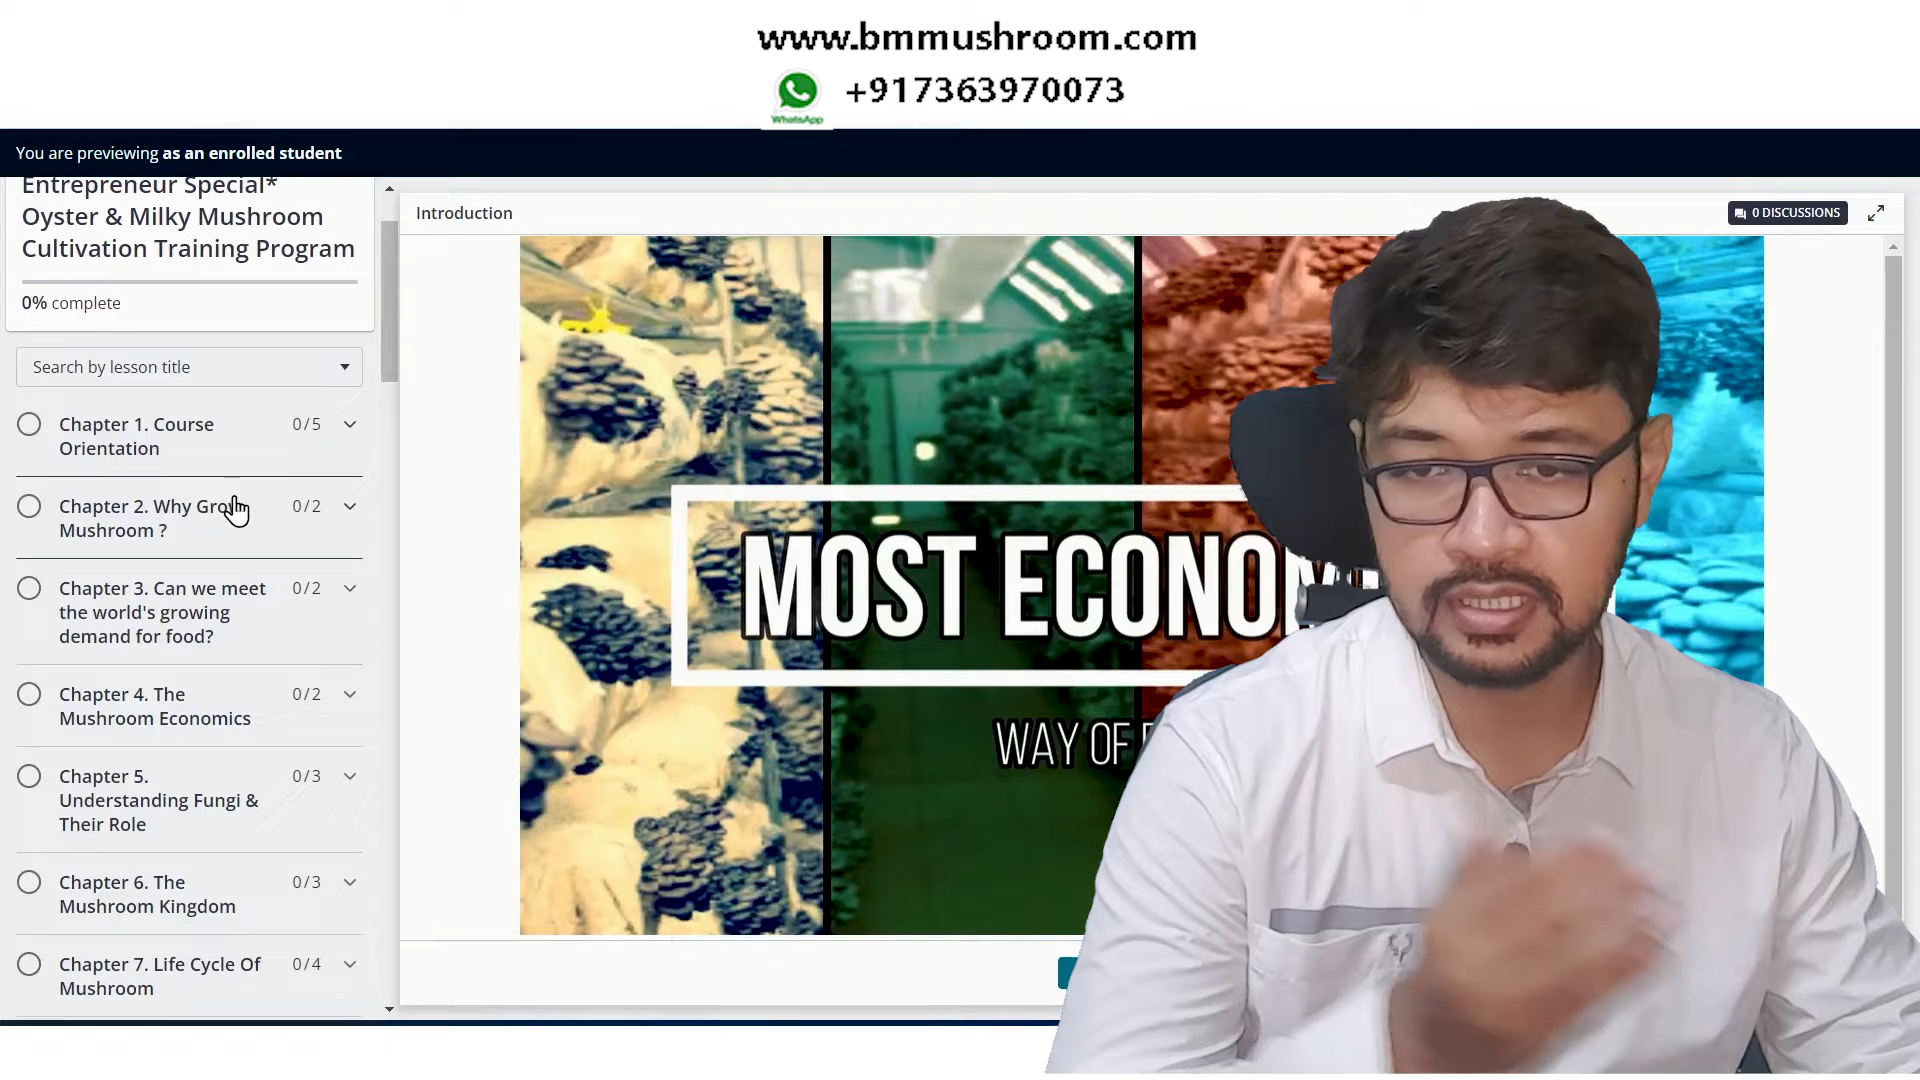 www.bmmushroom.com
WhatsApp
+917363970073
You are previewing as an enrolled student
Entrepreneur Special*
Oyster & Milky Mushroom
Cultivation Training Program
0% complete
Search by lesson title
Chapter 1. Course
Orientation
0/5
Chapter 2. Why Grow
Mushroom ?
0/2
Chapter 3. Can we meet
the world's growing
demand for food?
0/2
Chapter 4. The
Mushroom Economics
0/2
Chapter 5.
Understanding Fungi &
Their Role
0/3
Chapter 6. The
Mushroom Kingdom
0/3
Chapter 7. Life Cycle Of
Mushroom
0/4
Introduction
0 DISCUSSIONS
MOST
WAY OF